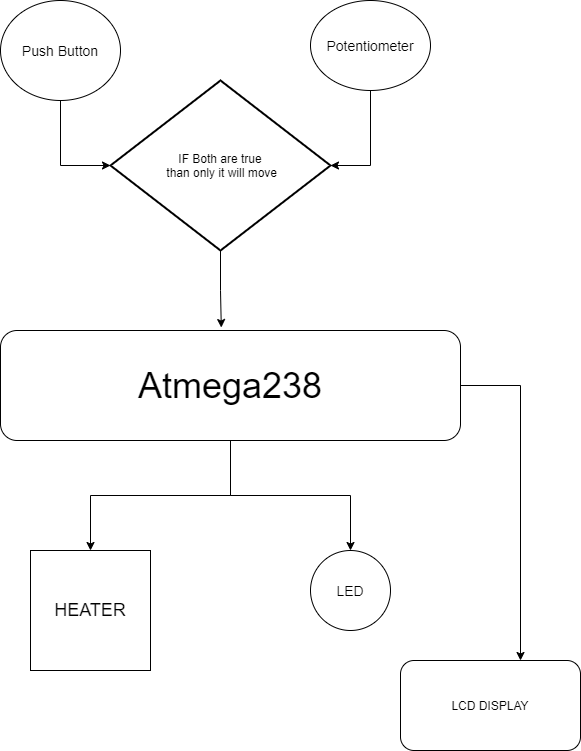 Push Button
Potentiometer
IF Both are true
than only it will move
Atmega238
HEATER
LED
LCD DISPLAY